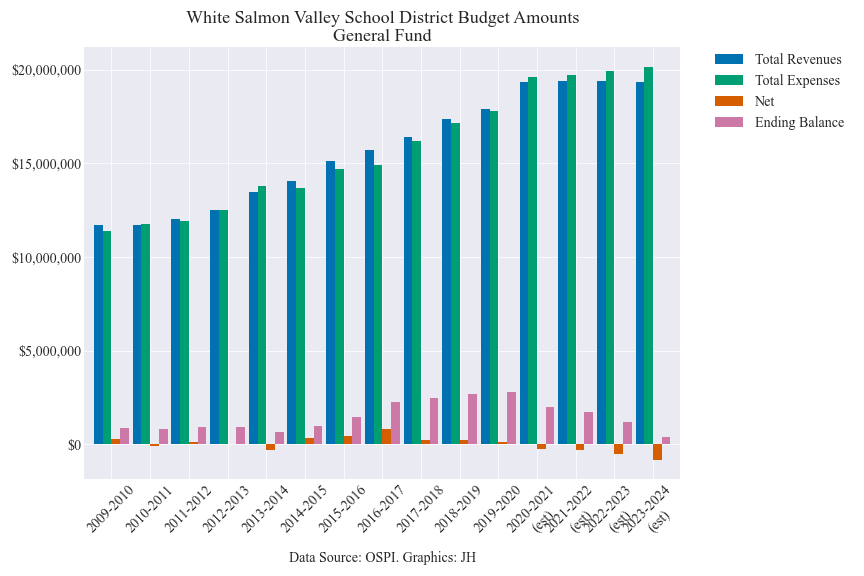 White Salmon Valley School District Budget Amounts
General Fund
Total Revenues
Total Expenses
Net
Ending Balance
$20,000,000
$15,000,000
$10,000,000
$5,000,000
$0
2009-2010
2010-2011
2011-2012
2012-2013
2013-2014
2014-2015
2015-2016
2016-2017
2017-2018
2018-2019
2019-2020
2020-2021
(est)
2021-2022
(est)
2022-2023
(est)
2023-2024
(est)
Data Source: OSPI. Graphics: JH